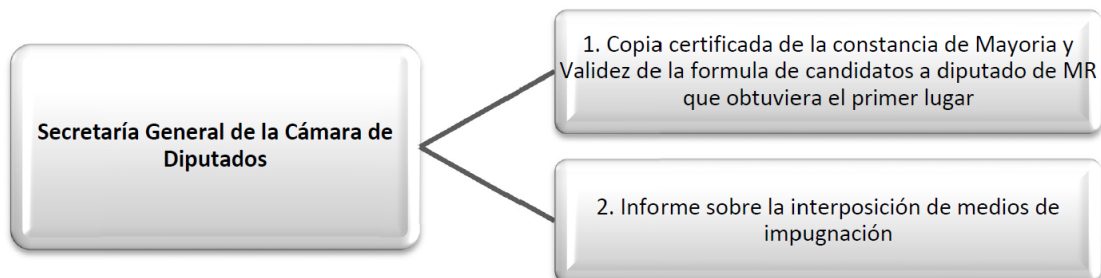 Secretaría General de la Cámara de
Diputados
1. Copia certificada de la constancia de Mayoria y
Validez de la formula de candidatos a diputado de MR
que obtuviera el primer lugar
2. Informe sobre la interposición de medios de
impugnación